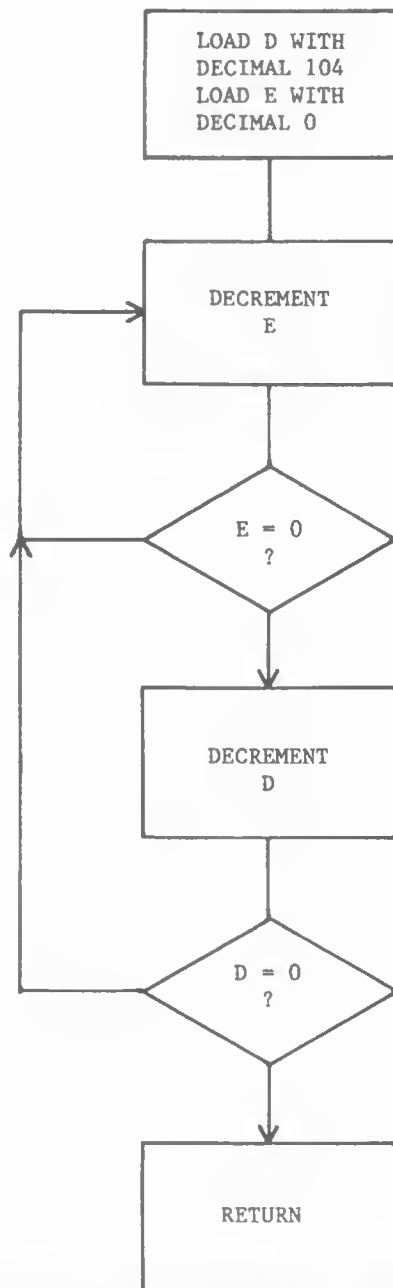 LOAD D WITH
DECIMAL 104
LOAD E WITH
DECIMAL 0
DECREMENT
E
E = 0
?
DECREMENT
D
D = 0
?
RETURN